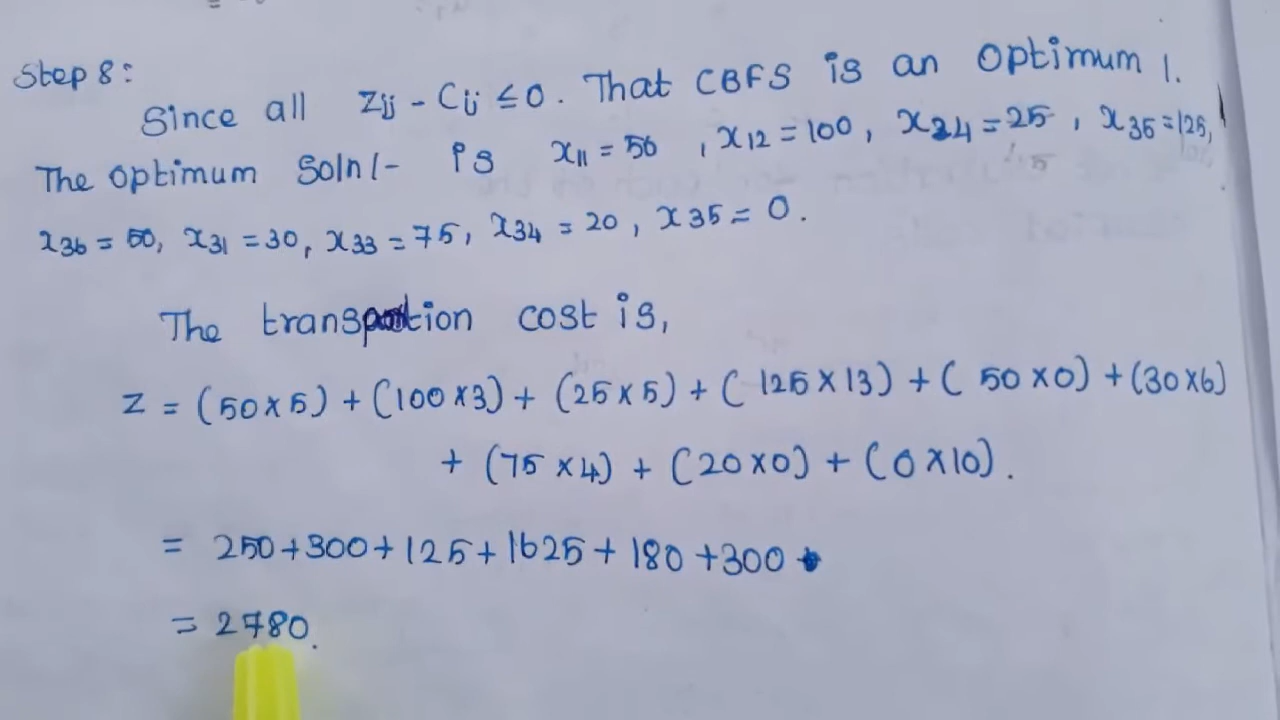 Step 8:
Since all Zij - Cij ≤ 0. That CBFS is an optimum 1.
The optimum Soln/- is x11 = 50, x12 = 100, x24 = 25, x35 = 125,
x36 = 50, x31 = 30, x33 = 75, x34 = 20, x35 = 0.
The transpotion cost is,
Z = (50×5) + (100×3) + (25×5) + (125×13) + (50×0) + (30×6)
+ (75×4) + (20×0) + (0×10).
= 250+300+125+1625+180+300
= 2780.